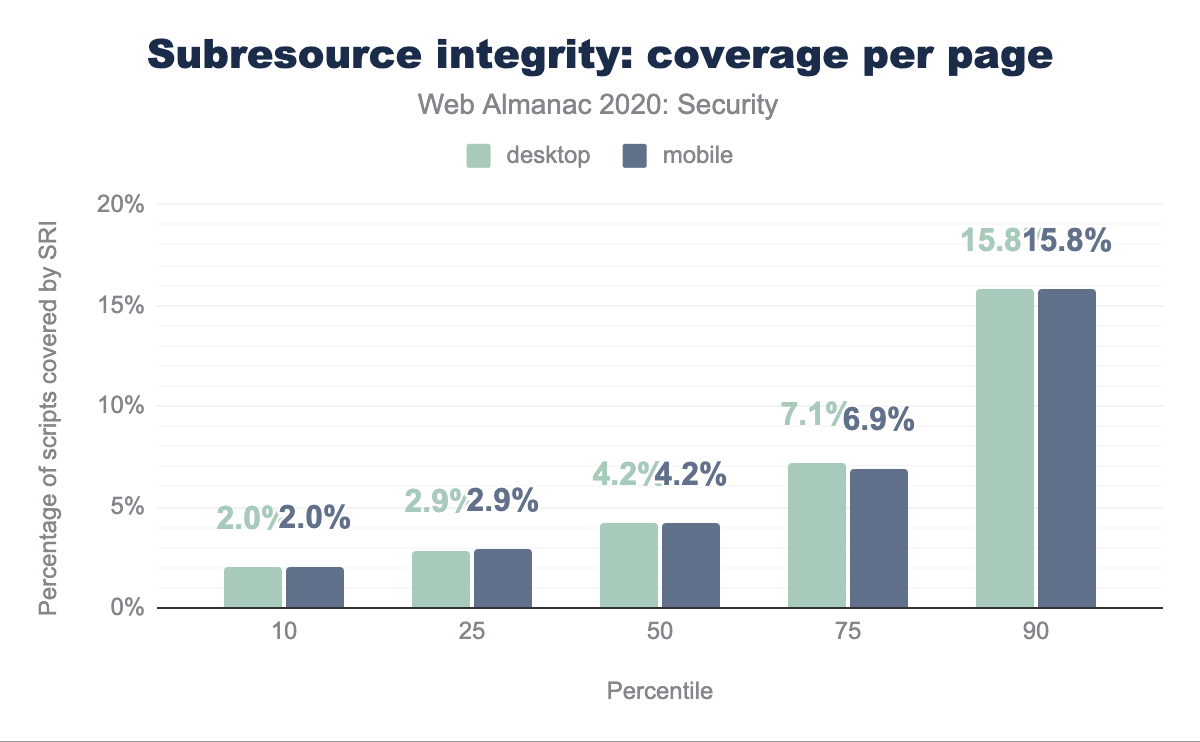 Subresource integrity: coverage per page
Web Almanac 2020: Security
desktop mobile
Percentage of scripts covered by SRI
20%
15%
10%
5%
0%
2.0% 2.0%
2.9% 2.9%
4.2% 4.2%
7.1% 6.9%
15.8% 15.8%
10 25 50 75 90
Percentile